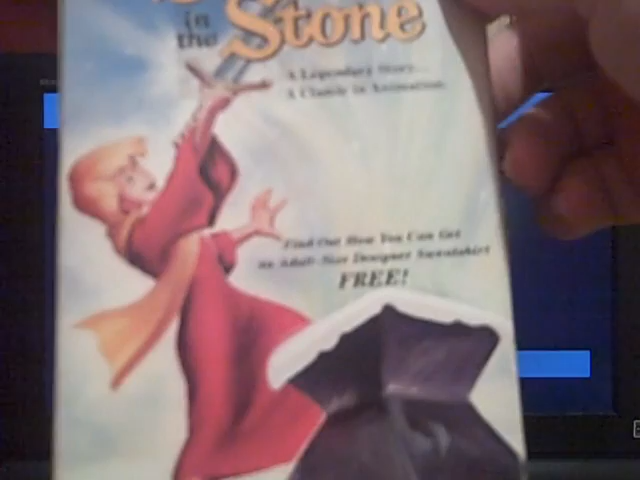 in
the
Stone
A Legendary Story...
A Classic in Animation
Find Out How You Can Get
an Adult-Size Designer Sweatshirt
FREE!